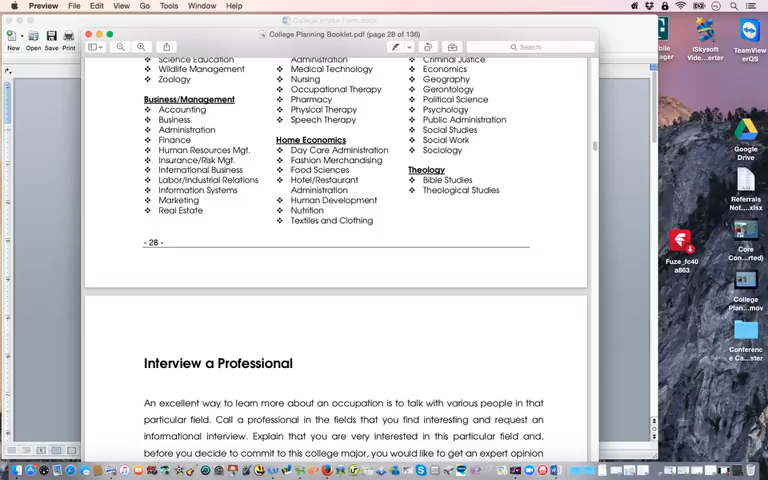 Preview File Edit View Go Tools Window Help
College Intake Form.docx
New Open Save Print
College Planning Booklet.pdf (page 28 of 136)
Search
Science Education
❖ Wildlife Management
❖ Zoology
Business/Management
❖ Accounting
❖ Business
❖ Administration
❖ Finance
❖ Human Resources Mgt.
❖ Insurance/Risk Mgt.
❖ International Business
❖ Labor/Industrial Relations
❖ Information Systems
❖ Marketing
❖ Real Estate
Administration
❖ Medical Technology
❖ Nursing
❖ Occupational Therapy
❖ Pharmacy
❖ Physical Therapy
❖ Speech Therapy
Home Economics
❖ Day Care Administration
❖ Fashion Merchandising
❖ Food Sciences
❖ Hotel/Restaurant
Administration
❖ Human Development
❖ Nutrition
❖ Textiles and Clothing
❖ Criminal Justice
❖ Economics
❖ Geography
❖ Gerontology
❖ Political Science
❖ Psychology
❖ Public Administration
❖ Social Studies
❖ Social Work
❖ Sociology
Theology
❖ Bible Studies
❖ Theological Studies
- 28 -
Interview a Professional
An excellent way to learn more about an occupation is to talk with various people in that
particular field. Call a professional in the fields that you find interesting and request an
informational interview. Explain that you are very interested in this particular field and,
before you decide to commit to this college major, you would like to get an expert opinion
iSkysoft
Vide...erter
TeamView
erQS
Google
Drive
Referrals
Not....xlsx
Fuze_fc40
a863
Core
Con...rted)
College
Plan...mov
Conferenc
e Ca...ster